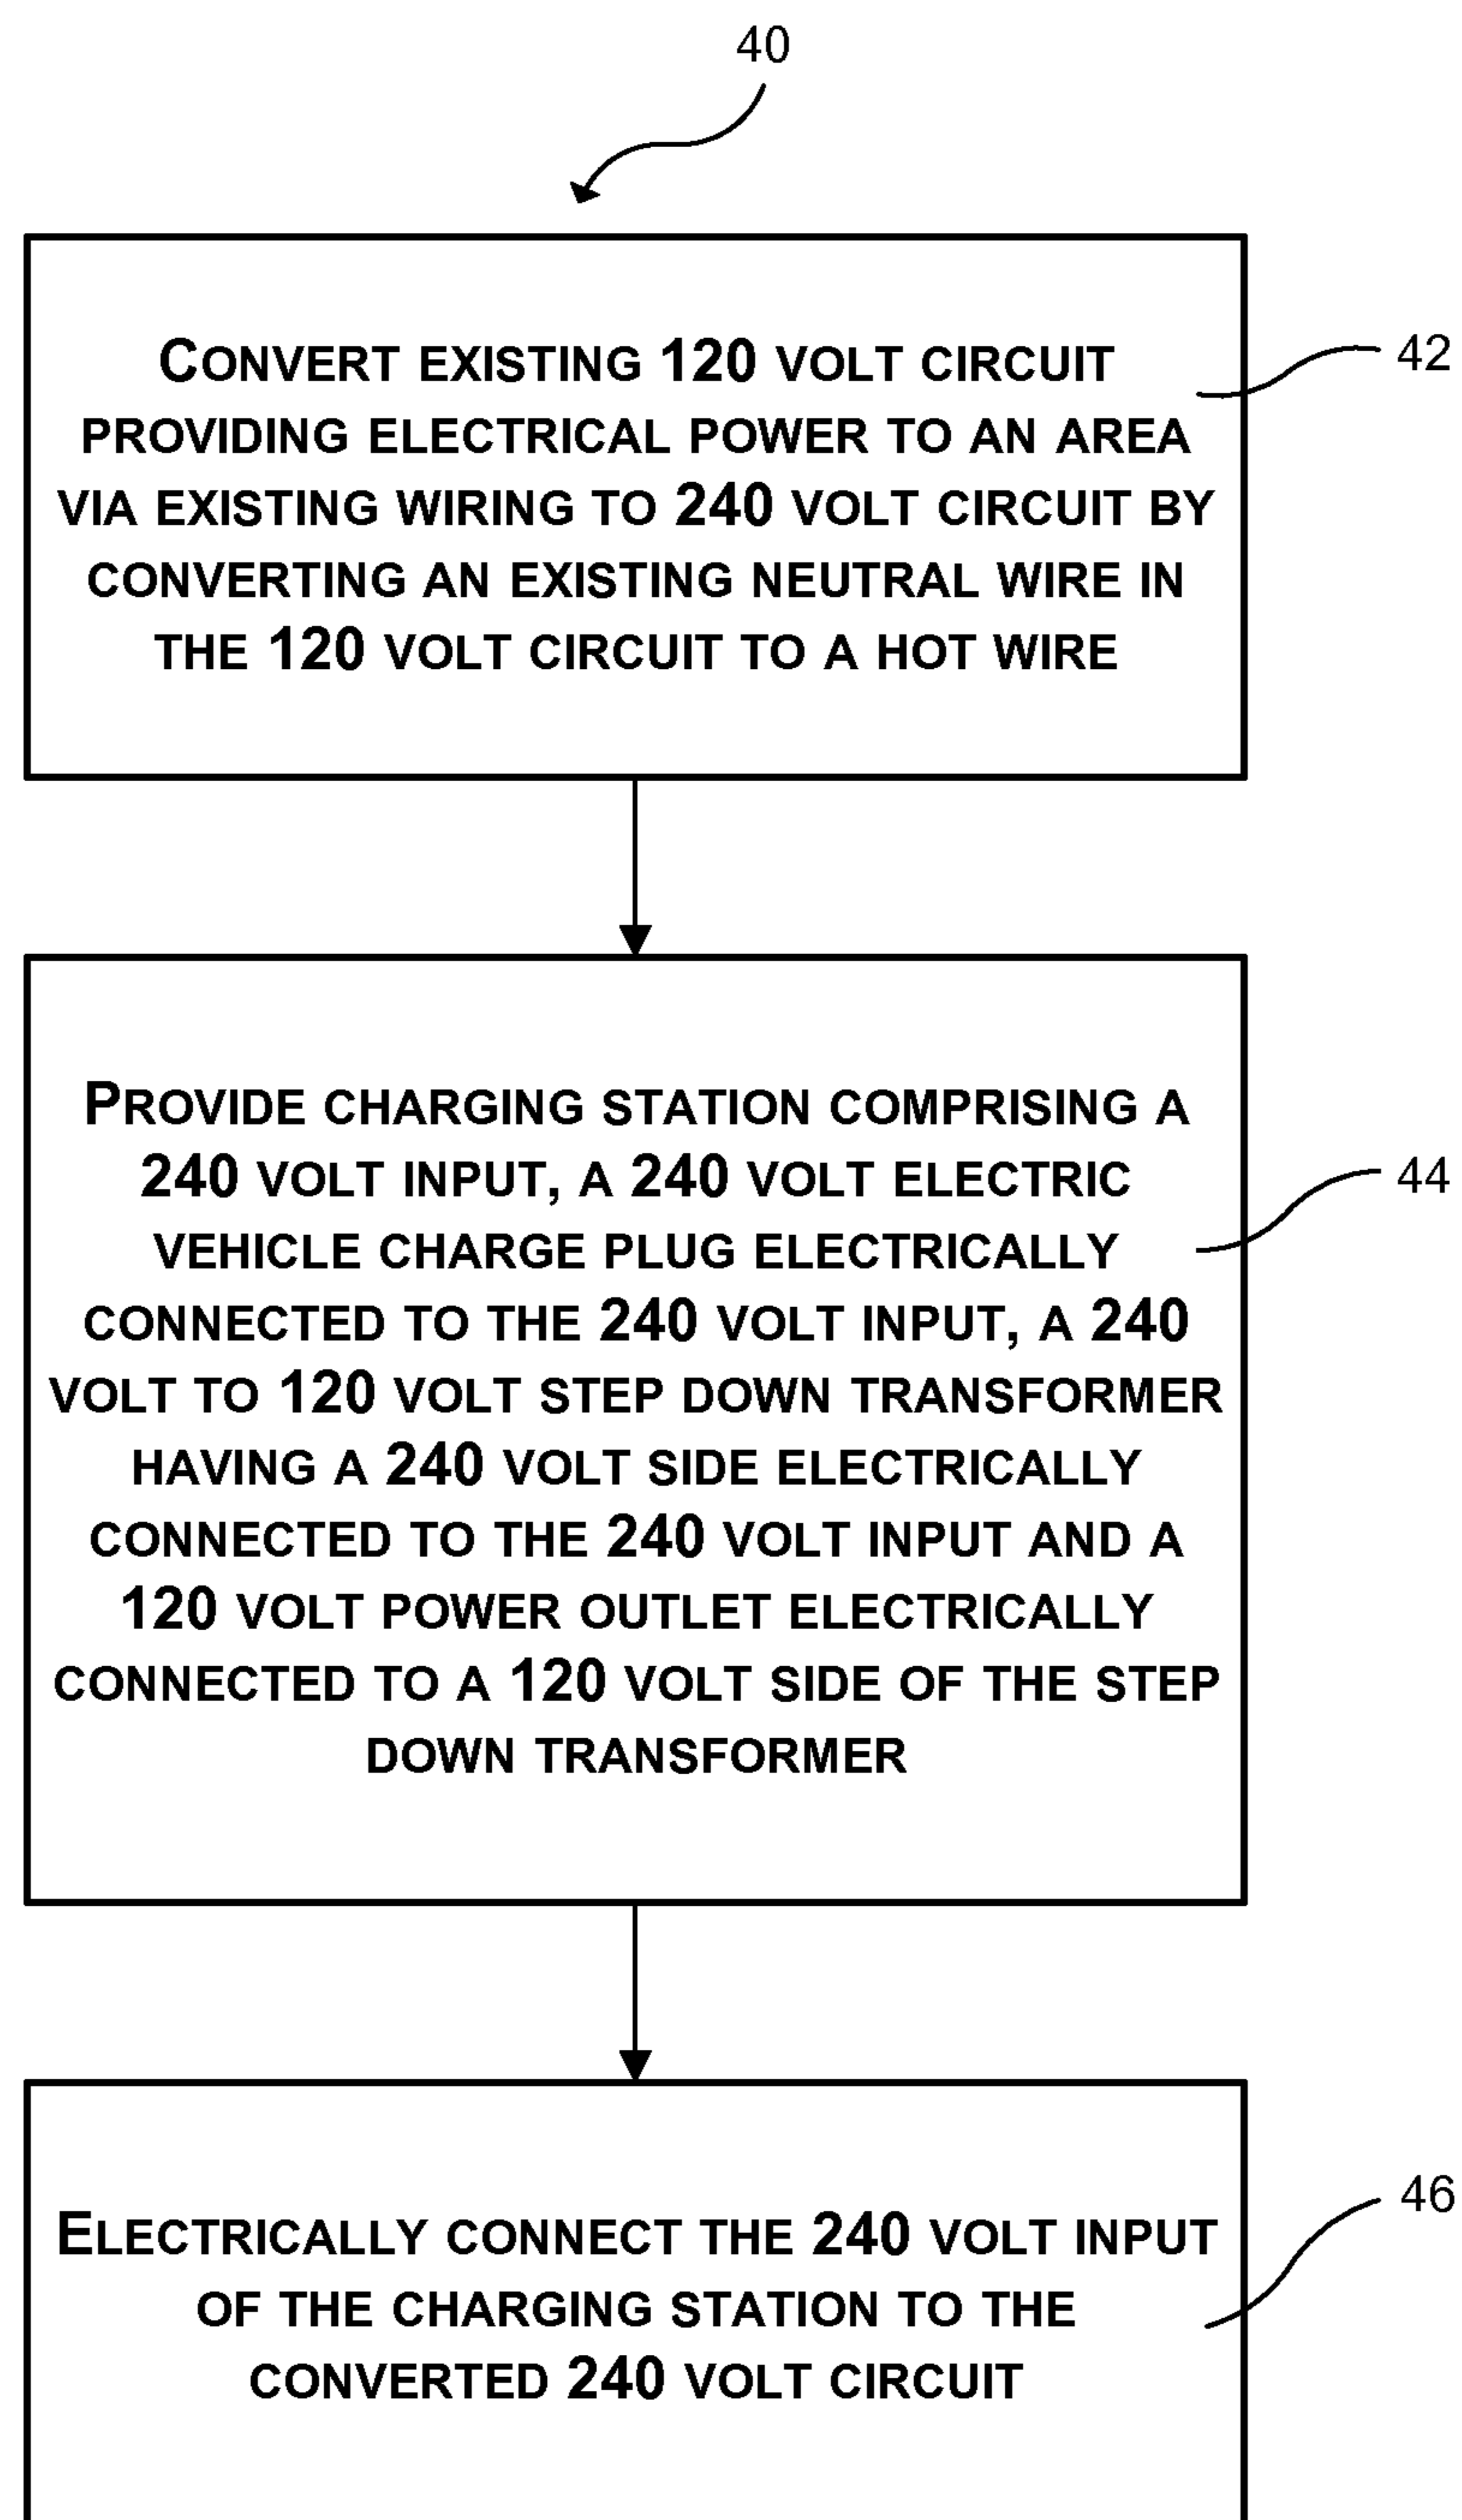 40
CONVERT EXISTING 120 VOLT CIRCUIT
PROVIDING ELECTRICAL POWER TO AN AREA
VIA EXISTING WIRING TO 240 VOLT CIRCUIT BY
CONVERTING AN EXISTING NEUTRAL WIRE IN
THE 120 VOLT CIRCUIT TO A HOT WIRE
42
PROVIDE CHARGING STATION COMPRISING A
240 VOLT INPUT, A 240 VOLT ELECTRIC
VEHICLE CHARGE PLUG ELECTRICALLY
CONNECTED TO THE 240 VOLT INPUT, A 240
VOLT TO 120 VOLT STEP DOWN TRANSFORMER
HAVING A 240 VOLT SIDE ELECTRICALLY
CONNECTED TO THE 240 VOLT INPUT AND A
120 VOLT POWER OUTLET ELECTRICALLY
CONNECTED TO A 120 VOLT SIDE OF THE STEP
DOWN TRANSFORMER
44
ELECTRICALLY CONNECT THE 240 VOLT INPUT
OF THE CHARGING STATION TO THE
CONVERTED 240 VOLT CIRCUIT
46